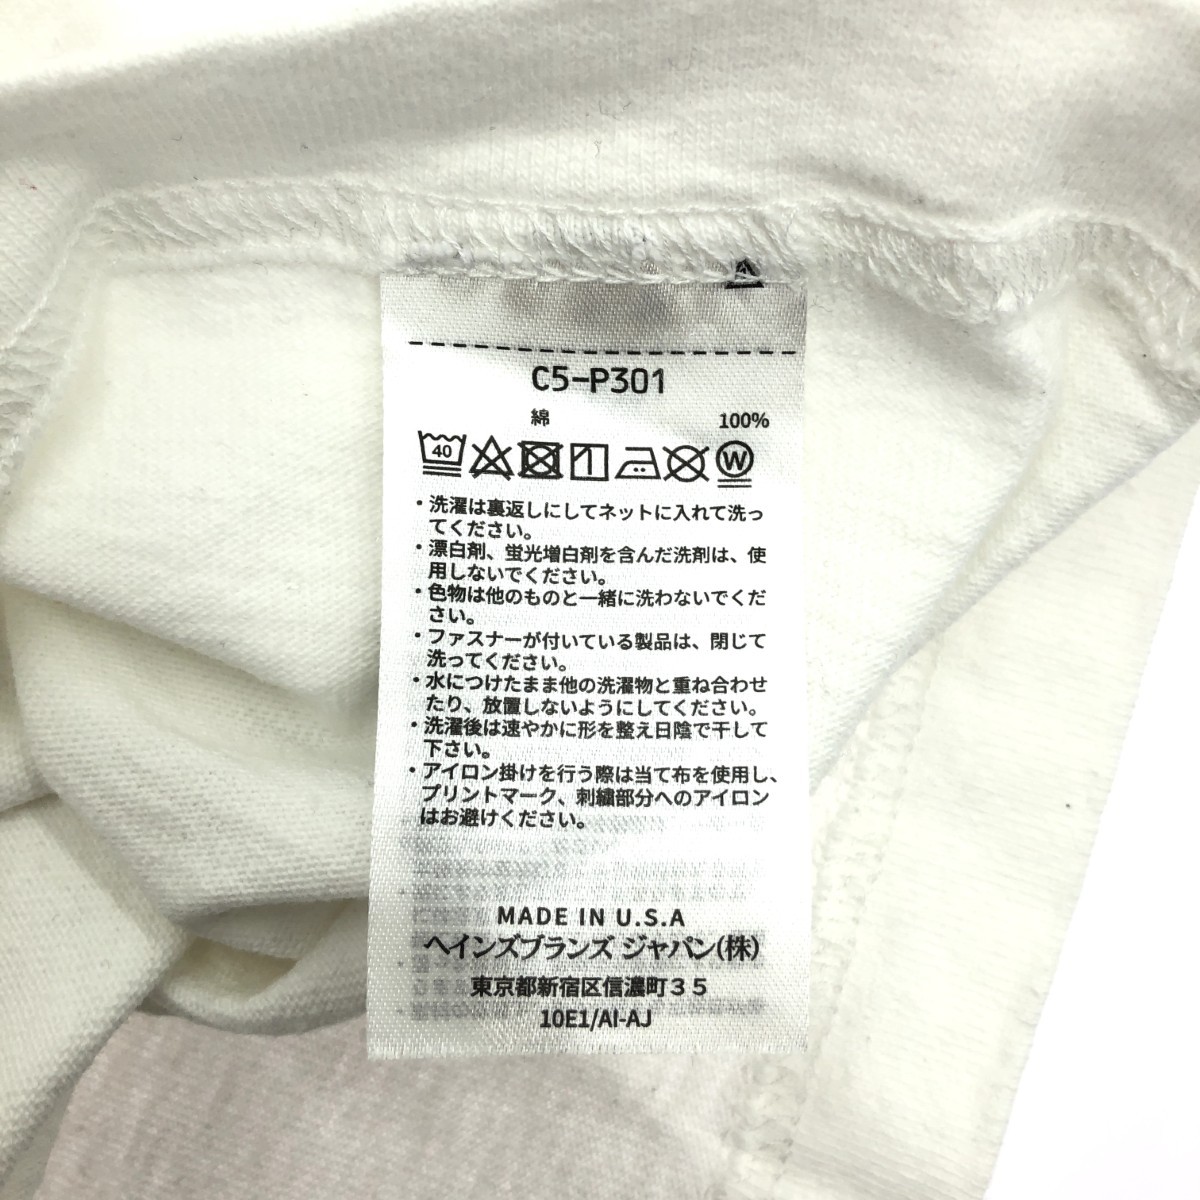 C5-P301
綿 100%
40 W
・洗濯は裏返しにしてネットに入れて洗っ
てください。
・漂白剤、蛍光増白剤を含んだ洗剤は、使
用しないでください。
・色物は他のものと一緒に洗わないでくだ
さい。
・ファスナーが付いている製品は、閉じて
洗ってください。
・水につけたまま他の洗濯物と重ね合わせ
たり、放置しないようにしてください。
・洗濯後は速やかに形を整え日陰で干して
下さい。
・アイロン掛けを行う際は当て布を使用し、
プリントマーク、刺繍部分へのアイロン
はお避けください。
MADE IN U.S.A
ヘインズブランズ ジャパン(株)
東京都新宿区信濃町35
10E1/AI-AJ